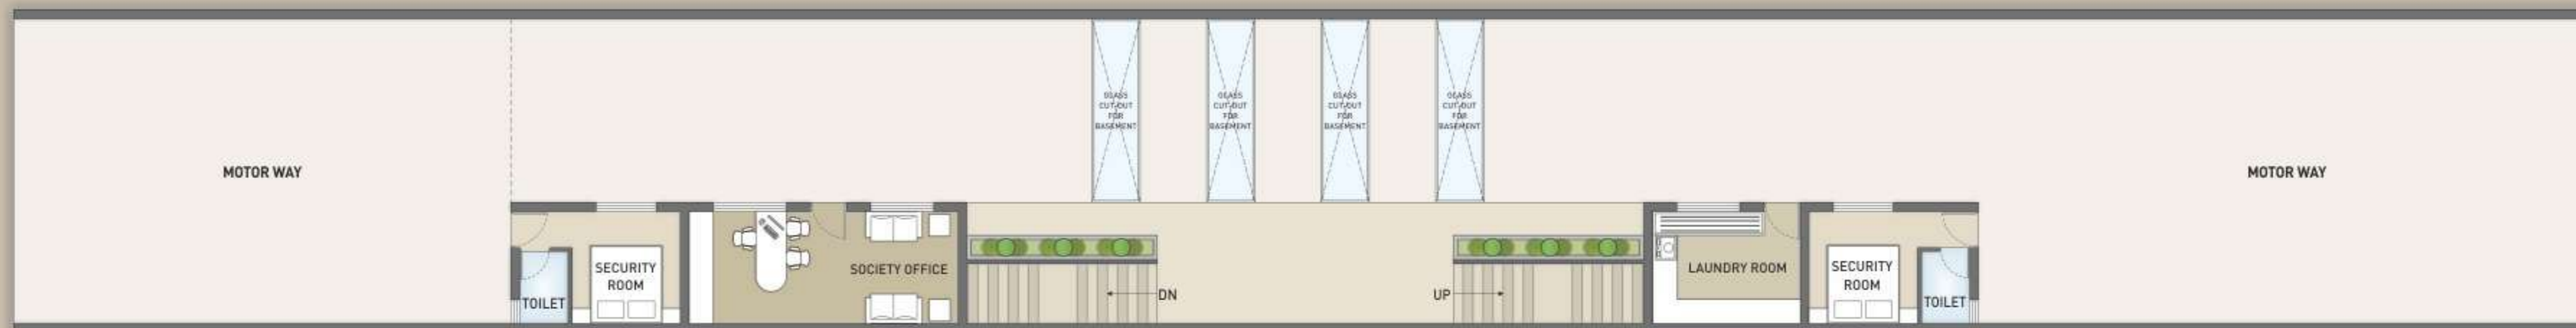 GLASS
CUT-OUT
FOR
BASEMENT
GLASS
CUT-OUT
FOR
BASEMENT
GLASS
CUT-OUT
FOR
BASEMENT
GLASS
CUT-OUT
FOR
BASEMENT
MOTOR WAY
MOTOR WAY
SECURITY
ROOM
TOILET
SOCIETY OFFICE
DN
UP
LAUNDRY ROOM
SECURITY
ROOM
TOILET